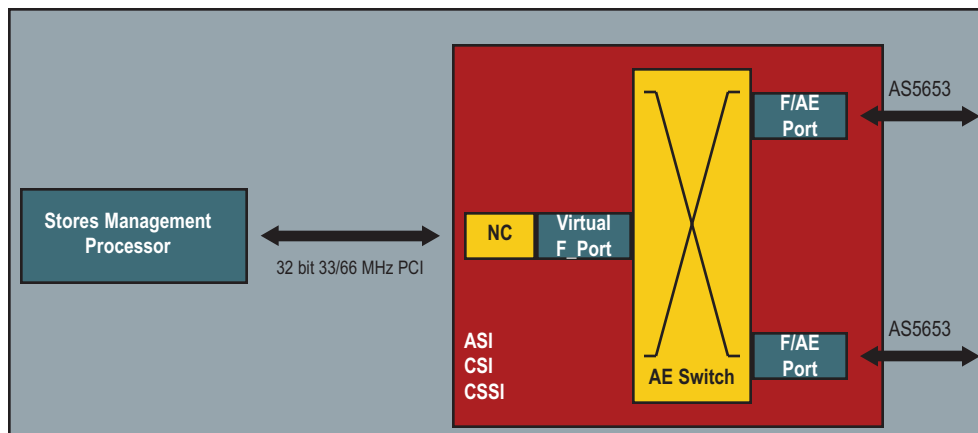 Stores Management
Processor
32 bit 33/66 MHz PCI
NC
Virtual
F_Port
ASI
CSI
CSSI
AE Switch
F/AE
Port
AS5653
F/AE
Port
AS5653